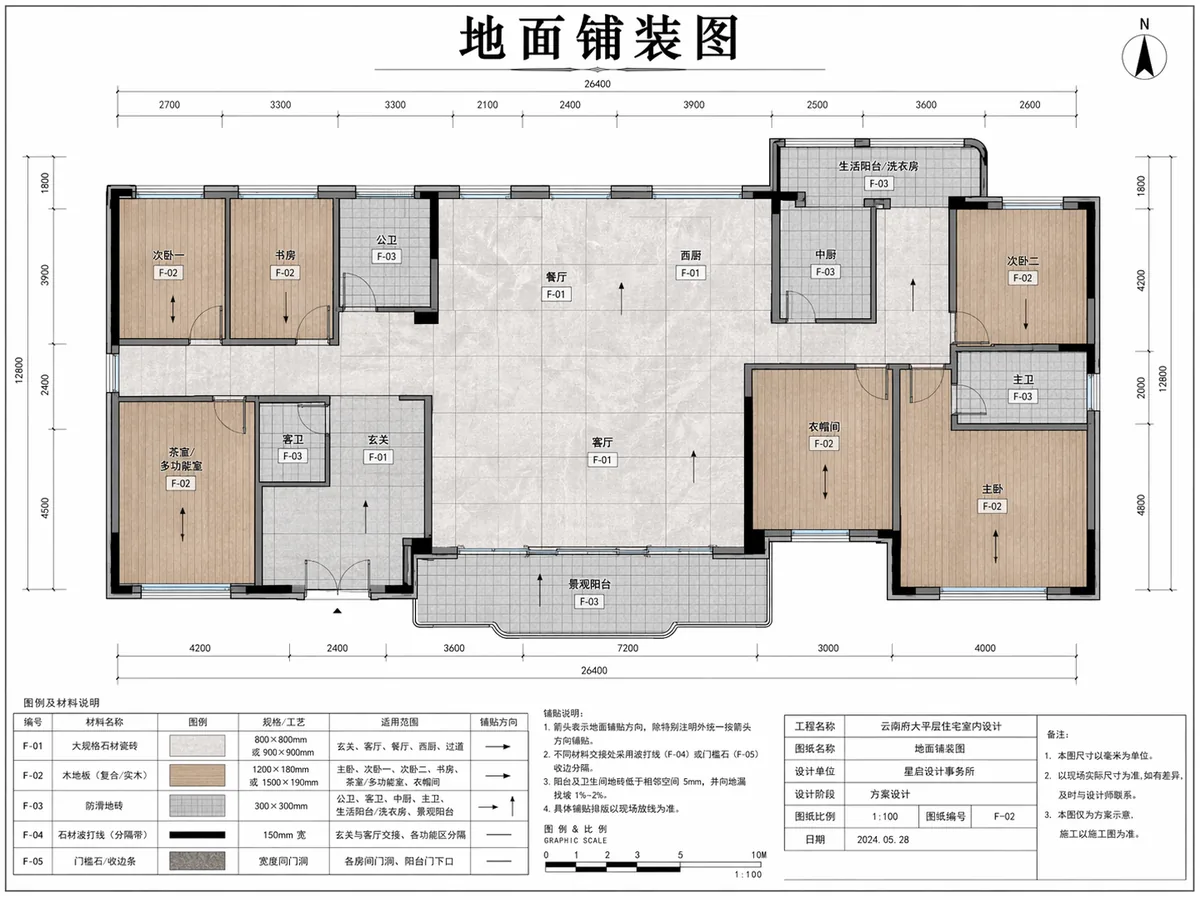 地面铺装图
N
26400
2700 3300 3300 2100 2400 3900 2500 3600 2600
12800
1800
3900
2400
4500
1800
4200
2000
4800
12800
生活阳台/洗衣房
F-03
次卧一
F-02
书房
F-02
公卫
F-03
餐厅
F-01
西厨
F-01
中厨
F-03
次卧二
F-02
主卫
F-03
茶室/
多功能室
F-02
客卫
F-03
玄关
F-01
客厅
F-01
衣帽间
F-02
主卧
F-02
景观阳台
F-03
4200 2400 3600 7200 3000 4000
26400
图例及材料说明
编号 材料名称 图例 规格/工艺 适用范围 铺贴方向
F-01 大规格石材瓷砖 800×800mm 或 900×900mm 玄关、客厅、餐厅、西厨、过道
F-02 木地板（复合/实木） 1200×180mm 或 1500×190mm 主卧、次卧一、次卧二、书房、茶室/多功能室、衣帽间
F-03 防滑地砖 300×300mm 公卫、客卫、中厨、主卫、生活阳台/洗衣房、景观阳台
F-04 石材波打线（分隔带） 150mm 宽 玄关与客厅交接、各功能区分隔
F-05 门槛石/收边条 宽度同门洞 各房间门洞、阳台门下口
铺贴说明：
1. 箭头表示地面铺贴方向，除特别注明外统一按箭头
方向铺贴。
2. 不同材料交接处采用波打线（F-04）或门槛石（F-05）
收边分隔。
3. 阳台及卫生间地砖低于相邻空间 5mm，并向地漏
找坡 1%~2%。
4. 具体铺贴排版以现场放线为准。
图例 & 比例
GRAPHIC SCALE
0 1 2 3 5 10M
1:100
工程名称 云南府大平层住宅室内设计
图纸名称 地面铺装图
设计单位 星启设计事务所
设计阶段 方案设计
图纸比例 1:100 图纸编号 F-02
日期 2024.05.28
备注：
1. 本图尺寸以毫米为单位。
2. 以现场实际尺寸为准,如有差异,
及时与设计师联系。
3. 本图仅为方案示意,
施工以施工图为准。